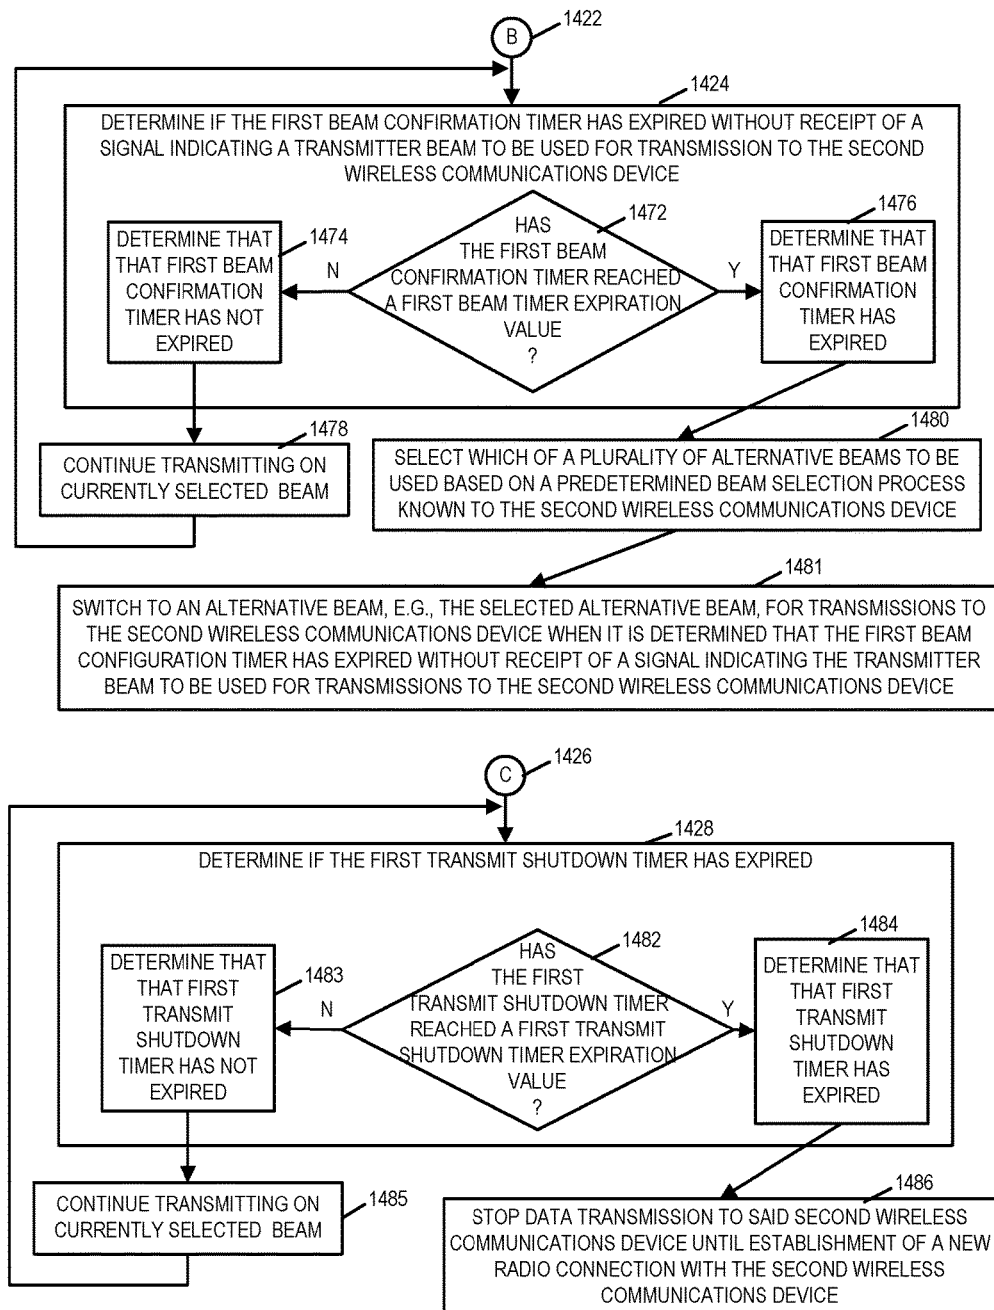 B
1422
1424
DETERMINE IF THE FIRST BEAM CONFIRMATION TIMER HAS EXPIRED WITHOUT RECEIPT OF A
SIGNAL INDICATING A TRANSMITTER BEAM TO BE USED FOR TRANSMISSION TO THE SECOND
WIRELESS COMMUNICATIONS DEVICE
1474
DETERMINE THAT
THAT FIRST BEAM
CONFIRMATION
TIMER HAS NOT
EXPIRED
N
1472
HAS
THE FIRST BEAM
CONFIRMATION TIMER REACHED
A FIRST BEAM TIMER EXPIRATION
VALUE
?
Y
1476
DETERMINE THAT
THAT FIRST BEAM
CONFIRMATION
TIMER HAS
EXPIRED
1478
CONTINUE TRANSMITTING ON
CURRENTLY SELECTED BEAM
1480
SELECT WHICH OF A PLURALITY OF ALTERNATIVE BEAMS TO BE
USED BASED ON A PREDETERMINED BEAM SELECTION PROCESS
KNOWN TO THE SECOND WIRELESS COMMUNICATIONS DEVICE
1481
SWITCH TO AN ALTERNATIVE BEAM, E.G., THE SELECTED ALTERNATIVE BEAM, FOR TRANSMISSIONS TO
THE SECOND WIRELESS COMMUNICATIONS DEVICE WHEN IT IS DETERMINED THAT THE FIRST BEAM
CONFIGURATION TIMER HAS EXPIRED WITHOUT RECEIPT OF A SIGNAL INDICATING THE TRANSMITTER
BEAM TO BE USED FOR TRANSMISSIONS TO THE SECOND WIRELESS COMMUNICATIONS DEVICE
C
1426
1428
DETERMINE IF THE FIRST TRANSMIT SHUTDOWN TIMER HAS EXPIRED
1483
DETERMINE THAT
THAT FIRST
TRANSMIT
SHUTDOWN
TIMER HAS NOT
EXPIRED
N
1482
HAS
THE FIRST
TRANSMIT SHUTDOWN TIMER
REACHED A FIRST TRANSMIT
SHUTDOWN TIMER EXPIRATION
VALUE
?
Y
1484
DETERMINE THAT
THAT FIRST
TRANSMIT
SHUTDOWN
TIMER HAS
EXPIRED
1485
CONTINUE TRANSMITTING ON
CURRENTLY SELECTED BEAM
1486
STOP DATA TRANSMISSION TO SAID SECOND WIRELESS
COMMUNICATIONS DEVICE UNTIL ESTABLISHMENT OF A NEW
RADIO CONNECTION WITH THE SECOND WIRELESS
COMMUNICATIONS DEVICE